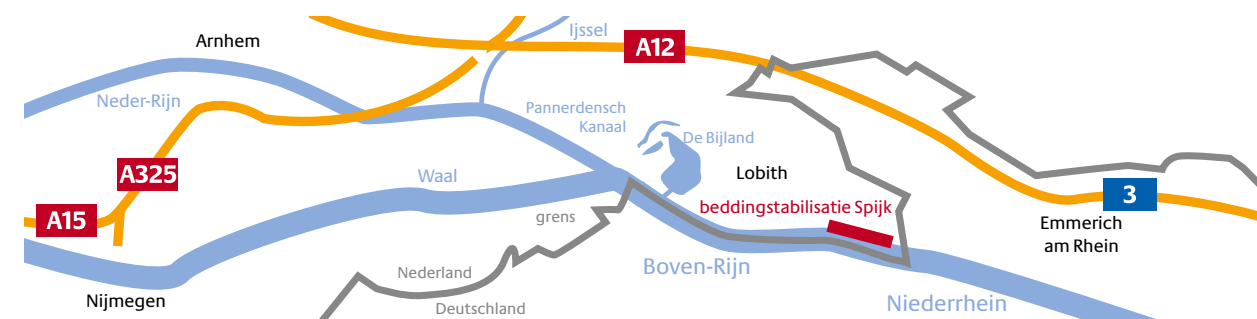 Arnhem
Ijssel
A12
Neder-Rijn
Pannerdensch
Kanaal
De Bijland
A325
Waal
Lobith
3
A15
grens
beddingstabilisatie Spijk
Emmerich
am Rhein
Nederland
Boven-Rijn
Nijmegen
Deutschland
Niederrhein